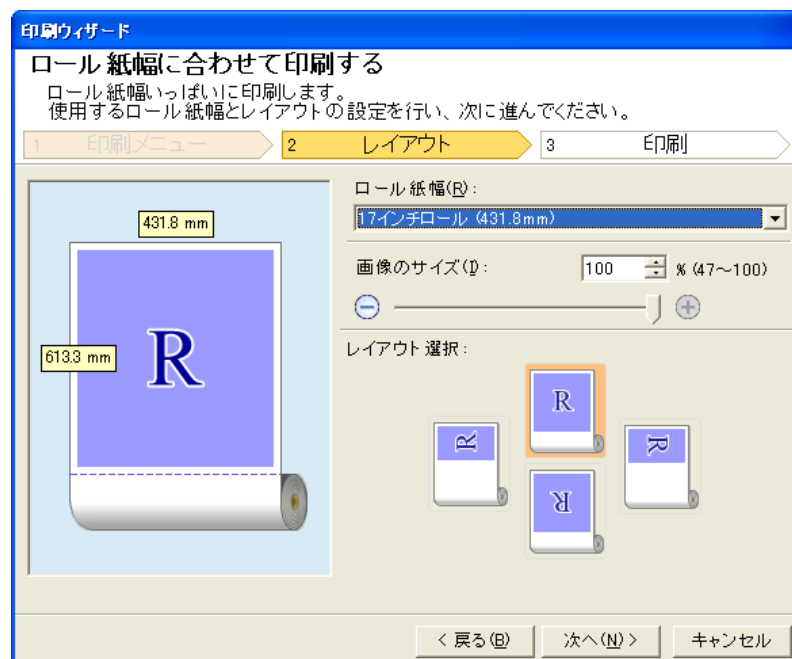 印刷ウィザード
ロール紙幅に合わせて印刷する
ロール紙幅いっぱいに印刷します。
使用するロール紙幅とレイアウトの設定を行い、次に進んでください。
1 印刷メニュー 2 レイアウト 3 印刷
ロール紙幅(R):
17インチロール (431.8mm)
431.8 mm
画像のサイズ(I): 100 % (47～100)
レイアウト選択:
613.3 mm
R
R
R
R
R
< 戻る(B) 次へ(N) > キャンセル